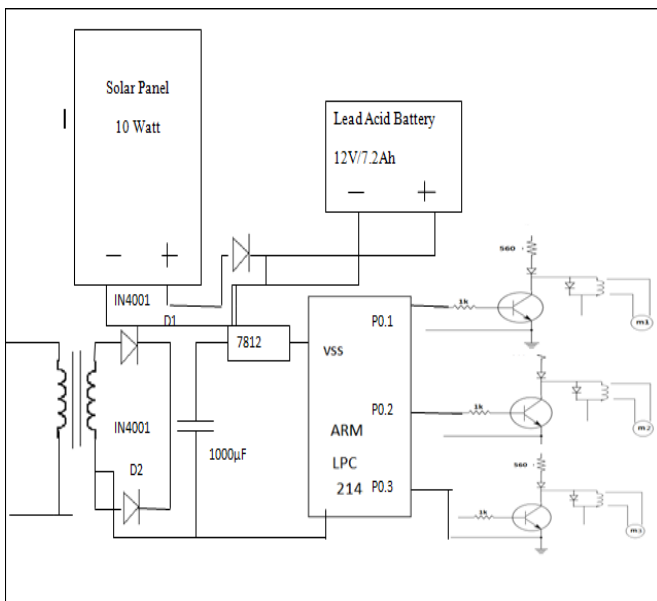 Solar Panel
10 Watt
Lead Acid Battery
12V/7.2Ah
− +
− +
IN4001
D1
7812
VSS
P0.1
1k
560
m1
IN4001
D2
1000µF
ARM
LPC
214
P0.2
1k
m2
P0.3
560
1k